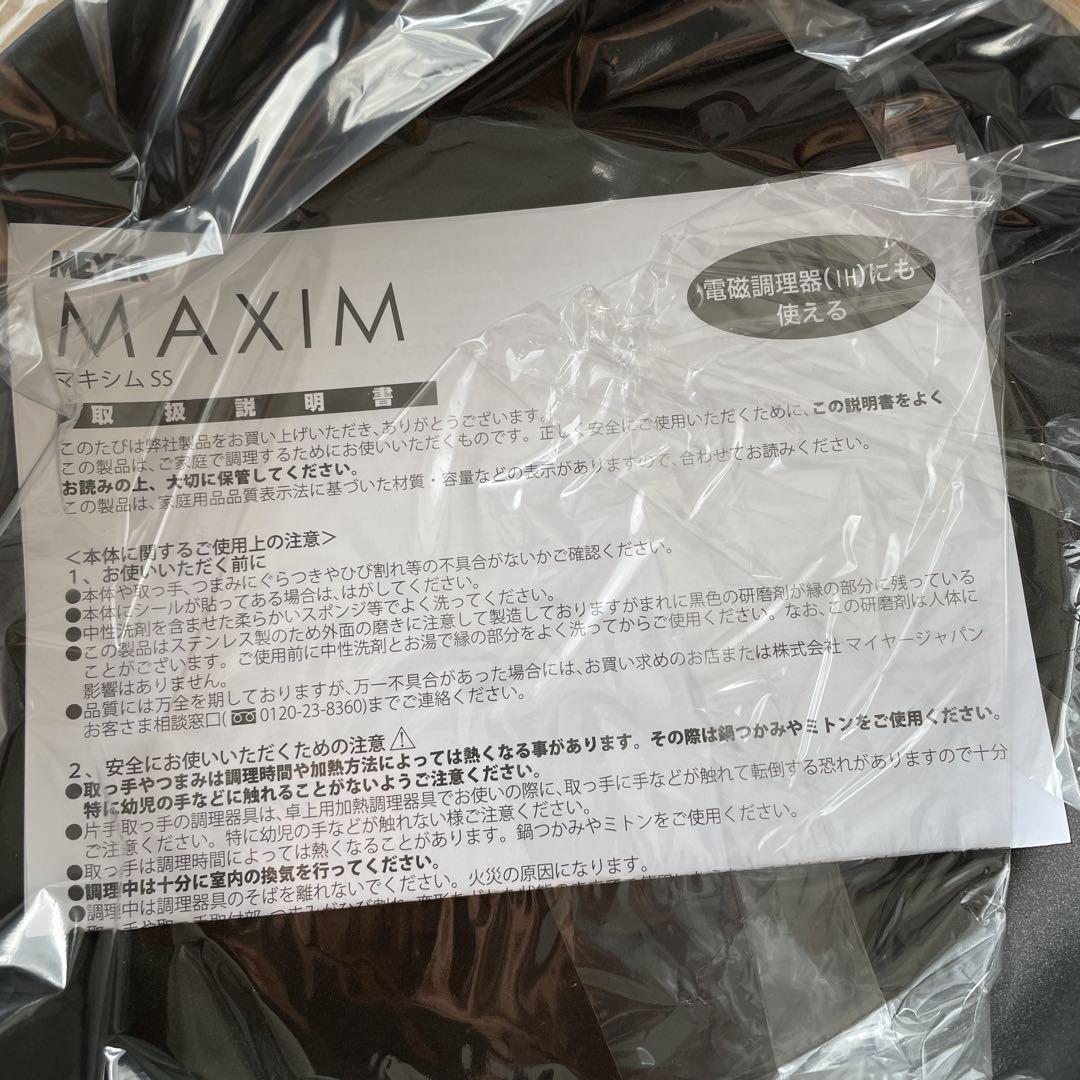 MEYER
MAXIM
マキシム SS
取扱説明書
電磁調理器(IH)にも
使える
このたびは弊社製品をお買い上げいただき、ありがとうございます。
この製品は、ご家庭で調理するためにお使いいただくものです。正しく安全にご使用いただくために、この説明書をよく
お読みの上、大切に保管してください。
この製品は、家庭用品品質表示法に基づいた材質・容量などの表示がありますので、合わせてお読みください。
＜本体に関するご使用上の注意＞
1、お使いいただく前に
●本体や取っ手、つまみにぐらつきやひび割れ等の不具合がないかご確認ください。
●本体にシールが貼ってある場合は、はがしてください。
●中性洗剤を含ませた柔らかいスポンジ等でよく洗ってください。
●この製品はステンレス製のため外面の磨きに注意して製造しておりますがまれに黒色の研磨剤が縁の部分に残っている
ことがございます。ご使用前に中性洗剤とお湯で縁の部分をよく洗ってからご使用ください。なお、この研磨剤は人体に
影響はありません。
●品質には万全を期しておりますが、万一不具合があった場合には、お買い求めのお店または株式会社 マイヤージャパン
お客さま相談窓口(0120-23-8360)までご連絡ください。
2、安全にお使いいただくための注意
●取っ手やつまみは調理時間や加熱方法によっては熱くなる事があります。その際は鍋つかみやミトンをご使用ください。
特に幼児の手などに触れることがないようご注意ください。
●片手取っ手の調理器具は、卓上用加熱調理器具でお使いの際に、取っ手に手などが触れて転倒する恐れがありますので十分
ご注意ください。特に幼児の手などが触れない様ご注意ください。
●取っ手は調理時間によっては熱くなることがあります。鍋つかみやミトンをご使用ください。
●調理中は十分に室内の換気を行ってください。
●調理中は調理器具のそばを離れないでください。火災の原因になります。